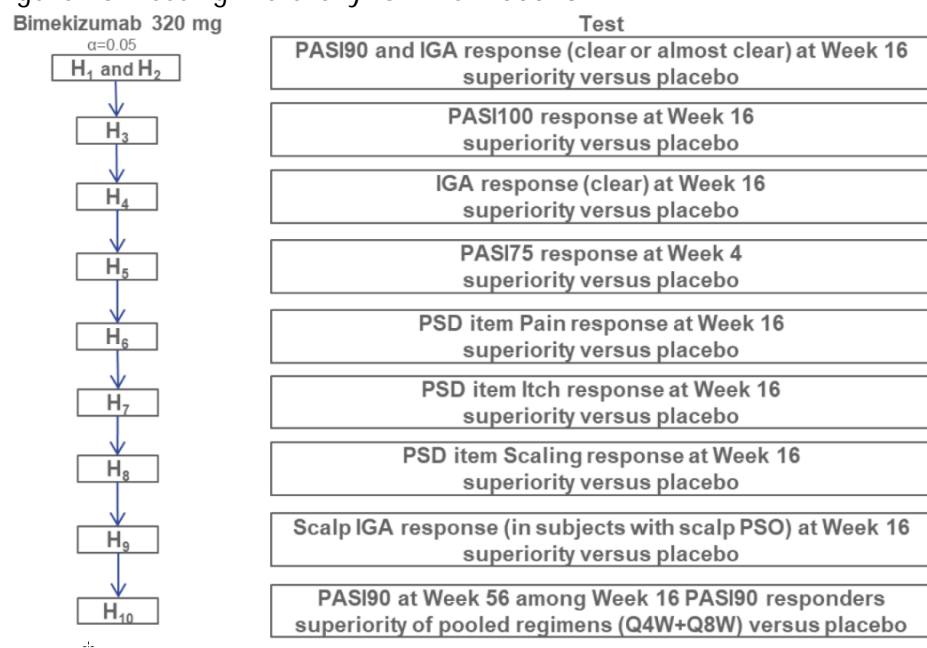 Bimekizumab 320 mg
Test
α=0.05
H₁ and H₂
PASI90 and IGA response (clear or almost clear) at Week 16
superiority versus placebo
H₃
PASI100 response at Week 16
superiority versus placebo
H₄
IGA response (clear) at Week 16
superiority versus placebo
H₅
PASI75 response at Week 4
superiority versus placebo
H₆
PSD item Pain response at Week 16
superiority versus placebo
H₇
PSD item Itch response at Week 16
superiority versus placebo
H₈
PSD item Scaling response at Week 16
superiority versus placebo
H₉
Scalp IGA response (in subjects with scalp PSO) at Week 16
superiority versus placebo
H₁₀
PASI90 at Week 56 among Week 16 PASI90 responders
superiority of pooled regimens (Q4W+Q8W) versus placebo